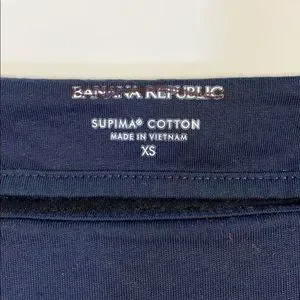 BANANA REPUBLIC
SUPIMA® COTTON
MADE IN VIETNAM
XS